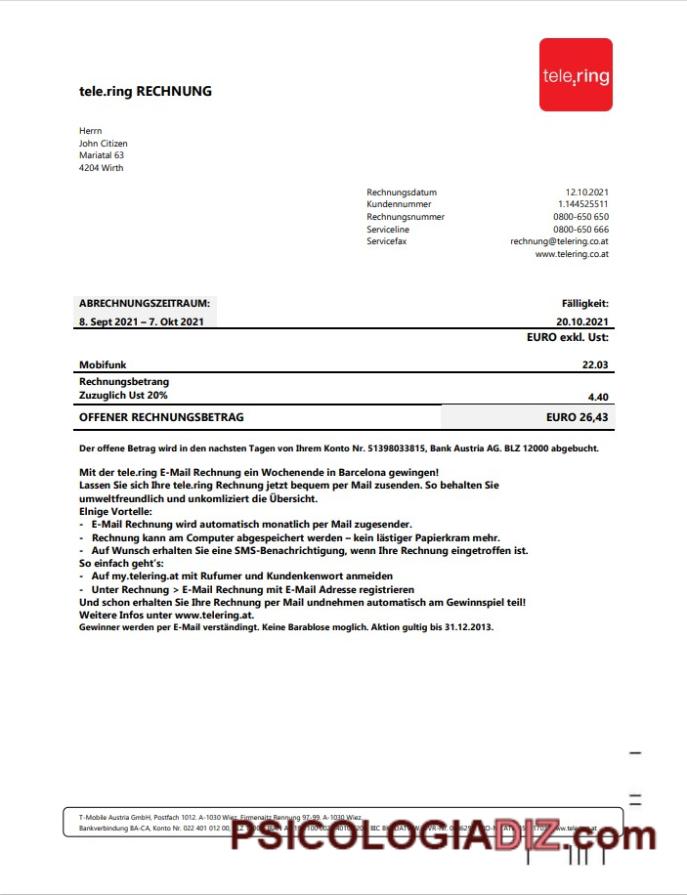 tele.ring RECHNUNG
tele.ring
Herrn
John Citizen
Mariatal 63
4204 Wirth
Rechnungsdatum 12.10.2021
Kundennummer 1.144525511
Rechnungsnummer 0800-650 650
Serviceline 0800-650 666
Servicefax rechnung@telering.co.at
www.telering.co.at
ABRECHNUNGSZEITRAUM: Fälligkeit:
8. Sept 2021 – 7. Okt 2021 20.10.2021
EURO exkl. Ust:
Mobifunk 22.03
Rechnungsbetrang
Zuzuglich Ust 20% 4.40
OFFENER RECHNUNGSBETRAG EURO 26,43
Der offene Betrag wird in den nachsten Tagen von Ihrem Konto Nr. 51398033815, Bank Austria AG. BLZ 12000 abgebucht.
Mit der tele.ring E-Mail Rechnung ein Wochenende in Barcelona gewingen!
Lassen Sie sich Ihre tele.ring Rechnung jetzt bequem per Mail zusenden. So behalten Sie
umweltfreundlich und unkomliziert die Übersicht.
Elnige Vortelle:
- E-Mail Rechnung wird automatisch monatlich per Mail zugesender.
- Rechnung kann am Computer abgespeichert werden – kein lästiger Papierkram mehr.
- Auf Wunsch erhalten Sie eine SMS-Benachrichtigung, wenn Ihre Rechnung eingetroffen ist.
So einfach geht's:
- Auf my.telering.at mit Rufumer und Kundenkenwort anmeiden
- Unter Rechnung > E-Mail Rechnung mit E-Mail Adresse registrieren
Und schon erhalten Sie Ihre Rechnung per Mail undnehmen automatisch am Gewinnspiel teil!
Weitere Infos unter www.telering.at.
Gewinner werden per E-Mail verständingt. Keine Barablose moglich. Aktion gultig bis 31.12.2013.
T-Mobile Austria GmbH, Postfach 1012. A-1030 Wiez. Firmenaitz Rennung 97-99. A-1030 Wiez.
Bankverbindung BA-CA, Konto Nr. 022 401 012 00,
PSICOLOGIADIZ.com